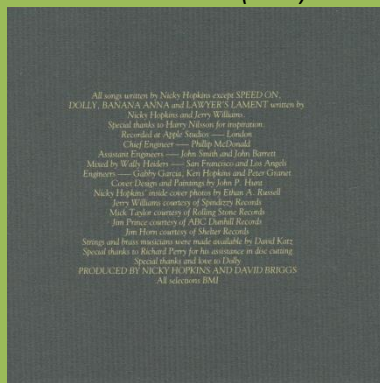 All songs written by Nicky Hopkins except SPEED ON,
DOLLY, BANANA ANNA and LAWYER'S LAMENT written by
Nicky Hopkins and Jerry Williams.
Special thanks to Harry Nilsson for inspiration.
Recorded at Apple Studios — London
Chief Engineer — Phillip McDonald
Assistant Engineers — John Smith and John Barrett
Mixed by Wally Heiders — San Francisco and Los Angels
Engineers — Gabby Garcia, Ken Hopkins and Peter Granet
Cover Design and Paintings by John P. Hunt
Nicky Hopkins' inside cover photos by Ethan A. Russell
Jerry Williams courtesy of Spindizzy Records
Mick Taylor courtesy of Rolling Stone Records
Jim Prince courtesy of ABC Dunhill Records
Jim Horn courtesy of Shelter Records
Strings and brass musicians were made available by David Katz
Special thanks to Richard Perry for his assistance in disc cutting
Special thanks and love to Dolly
PRODUCED BY NICKY HOPKINS AND DAVID BRIGGS
All selections BMI